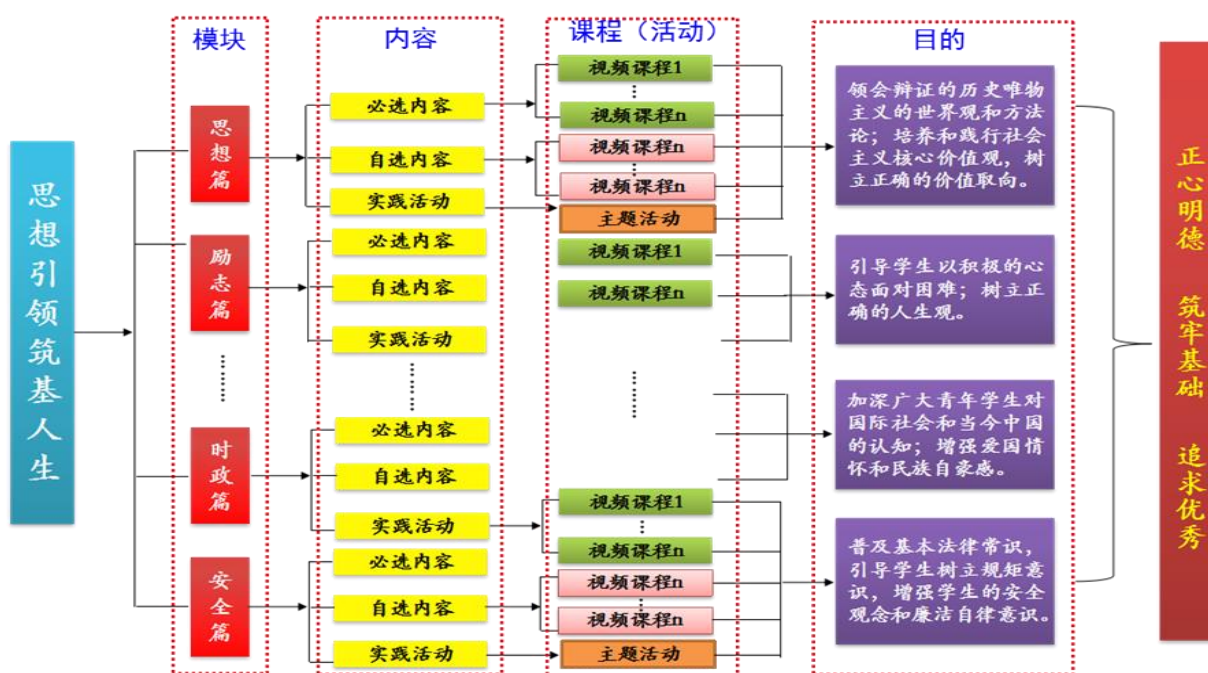 模块
内容
课程（活动）
目的
思想引领筑基人生
思想篇
必选内容
自选内容
实践活动
视频课程1
视频课程n
视频课程n
视频课程n
主题活动
领会辩证的历史唯物
主义的世界观和方法
论；培养和践行社会
主义核心价值观，树
立正确的价值取向。
励志篇
必选内容
自选内容
实践活动
视频课程1
视频课程n
引导学生以积极的心
态面对困难；树立正
确的人生观。
时政篇
必选内容
自选内容
实践活动
加深广大青年学生对
国际社会和当今中国
的认知；增强爱国情
怀和民族自豪感。
安全篇
必选内容
自选内容
实践活动
视频课程1
视频课程n
视频课程n
视频课程n
主题活动
普及基本法律常识，
引导学生树立规矩意
识，增强学生的安全
观念和廉洁自律意识。
正心明德 筑牢基础 追求优秀